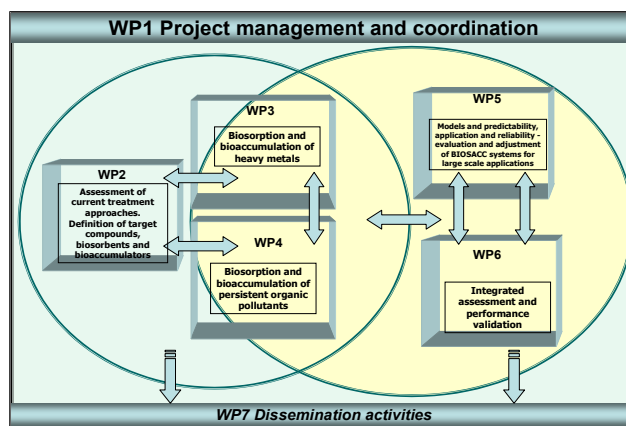 WP1 Project management and coordination
WP3
Biosorption and
bioaccumulation of
heavy metals
WP5
Models and predictability,
application and reliability -
evaluation and adjustment
of BIOSACC systems for
large scale applications
WP2
Assessment of
current treatment
approaches.
Definition of target
compounds,
biosorbents and
bioaccumulators
WP4
Biosorption and
bioaccumulation of
persistent organic
pollutants
WP6
Integrated
assessment and
performance
validation
WP7 Dissemination activities